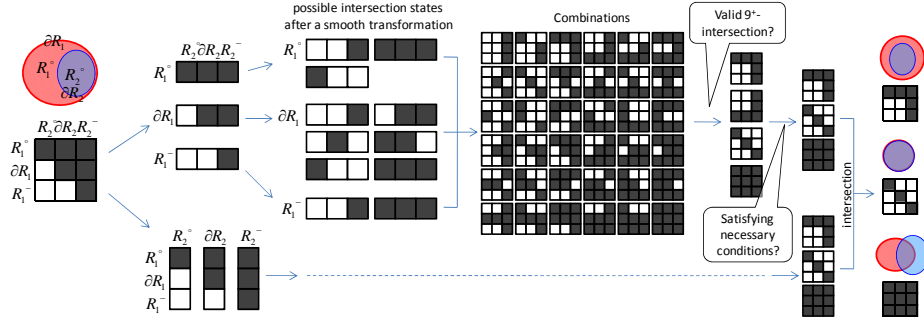 possible intersection states
after a smooth transformation
Combinations
Valid 9⁺-
intersection?
∂R₁
R₁°
R₂°
∂R₂
R₂°∂R₂R₂⁻
R₁°
∂R₁
R₁⁻
R₂°∂R₂R₂⁻
R₁°
∂R₁
R₁⁻
R₁°
∂R₁
R₁⁻
R₂° ∂R₂ R₂⁻
R₁°
∂R₁
R₁⁻
Satisfying
necessary
conditions?
intersection